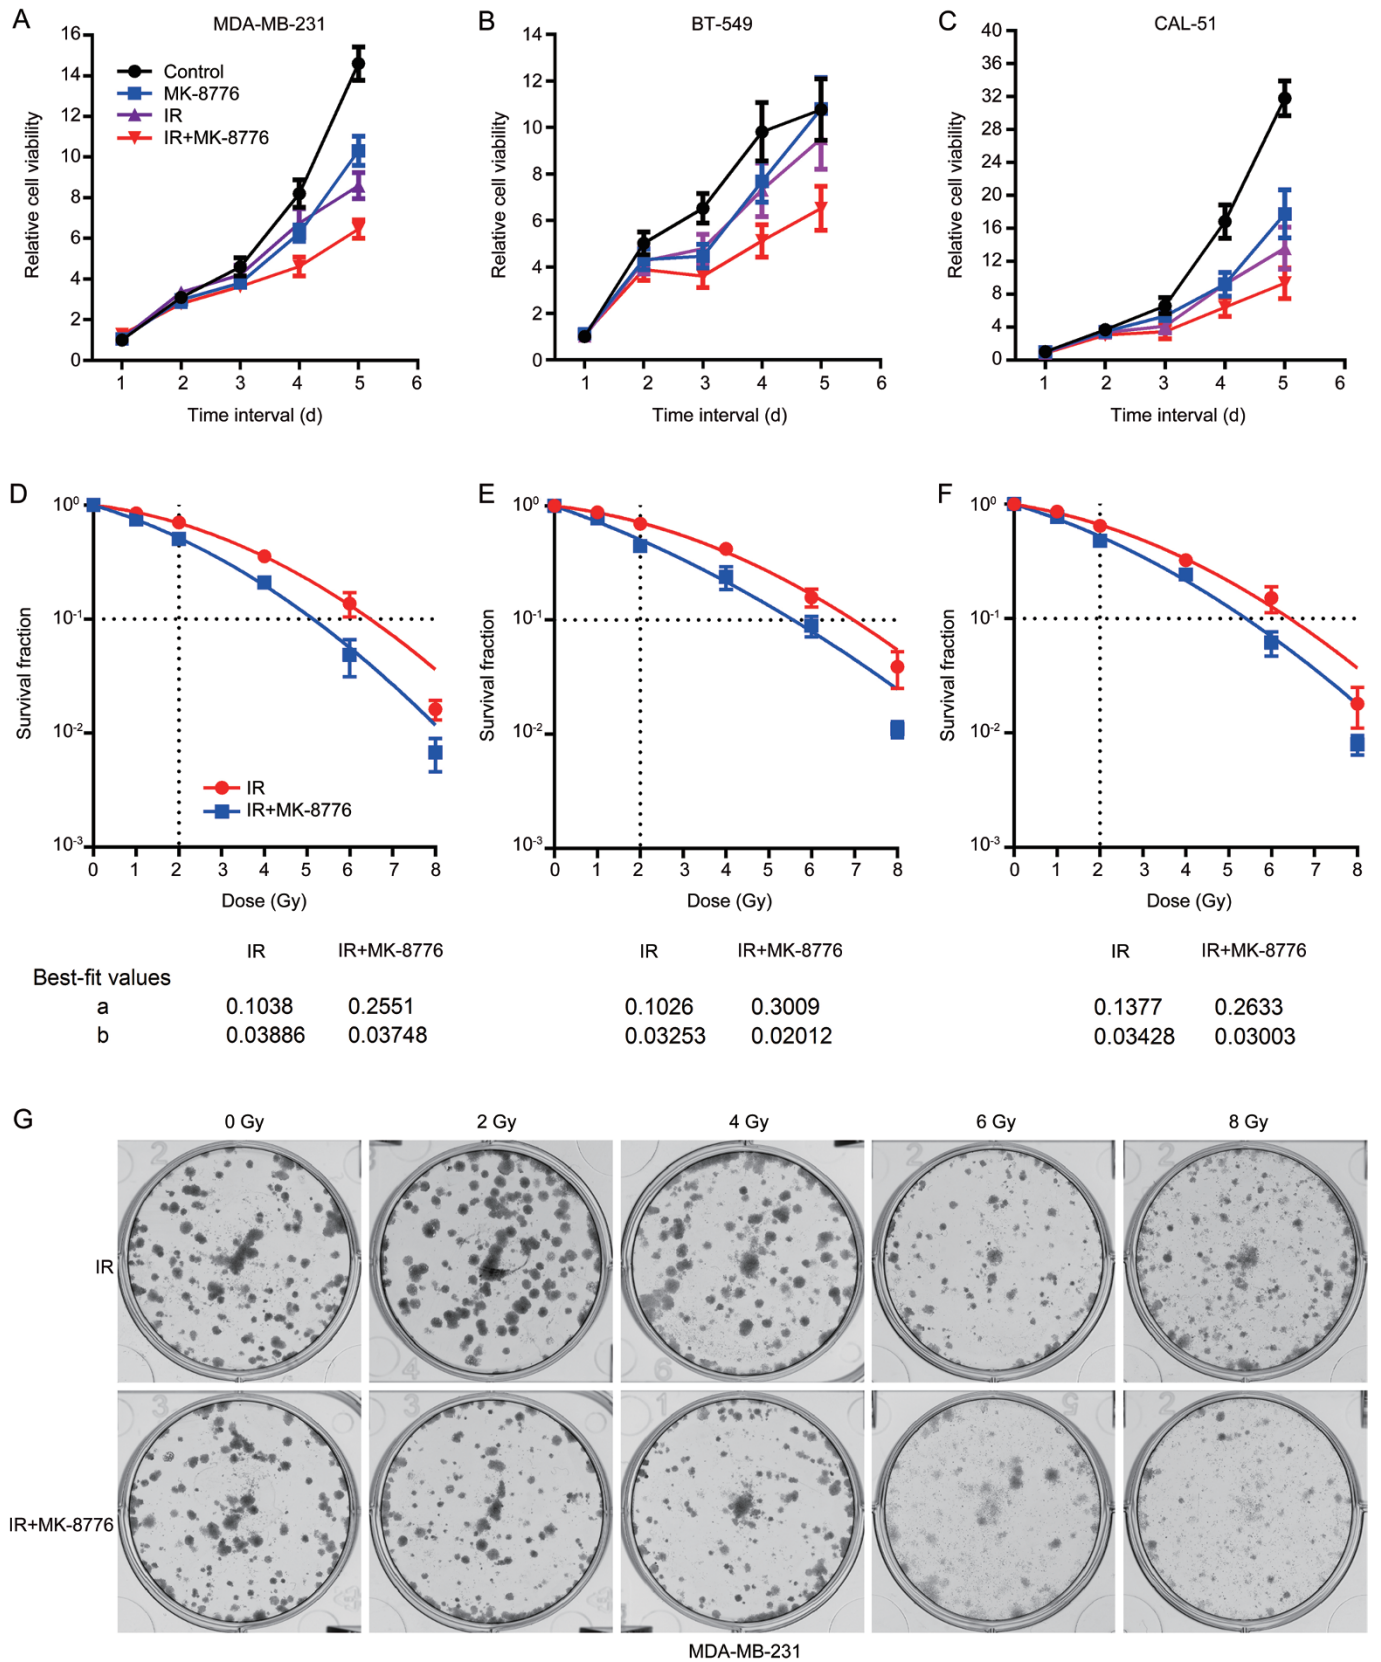 A
MDA-MB-231
B
BT-549
C
CAL-51
Relative cell viability
16
14
12
10
8
6
4
2
0
Control
MK-8776
IR
IR+MK-8776
1 2 3 4 5 6
Time interval (d)
Relative cell viability
14
12
10
8
6
4
2
0
1 2 3 4 5 6
Time interval (d)
Relative cell viability
40
36
32
28
24
20
16
12
8
4
0
1 2 3 4 5 6
Time interval (d)
D
Survival fraction
10⁰
10⁻¹
10⁻²
10⁻³
IR
IR+MK-8776
0 1 2 3 4 5 6 7 8
Dose (Gy)
E
Survival fraction
10⁰
10⁻¹
10⁻²
10⁻³
0 1 2 3 4 5 6 7 8
Dose (Gy)
F
Survival fraction
10⁰
10⁻¹
10⁻²
10⁻³
0 1 2 3 4 5 6 7 8
Dose (Gy)
IR IR+MK-8776 IR IR+MK-8776 IR IR+MK-8776
Best-fit values
a 0.1038 0.2551 0.1026 0.3009 0.1377 0.2633
b 0.03886 0.03748 0.03253 0.02012 0.03428 0.03003
G
0 Gy 2 Gy 4 Gy 6 Gy 8 Gy
IR
2
4
6
2
2
IR+MK-8776
3
3
1
5
2
MDA-MB-231